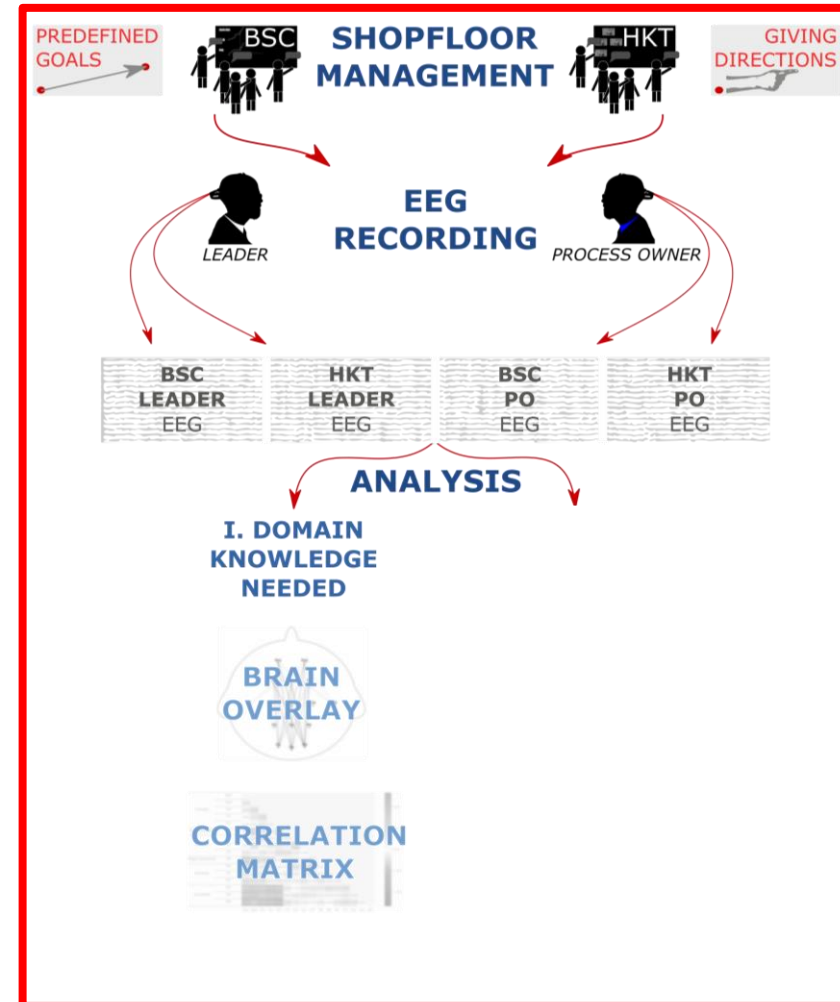 PREDEFINED
GOALS
BSC
SHOPFLOOR
MANAGEMENT
HKT
GIVING
DIRECTIONS
EEG
RECORDING
LEADER
PROCESS OWNER
BSC
LEADER
EEG
HKT
LEADER
EEG
BSC
PO
EEG
HKT
PO
EEG
ANALYSIS
I. DOMAIN
KNOWLEDGE
NEEDED
BRAIN
OVERLAY
CORRELATION
MATRIX